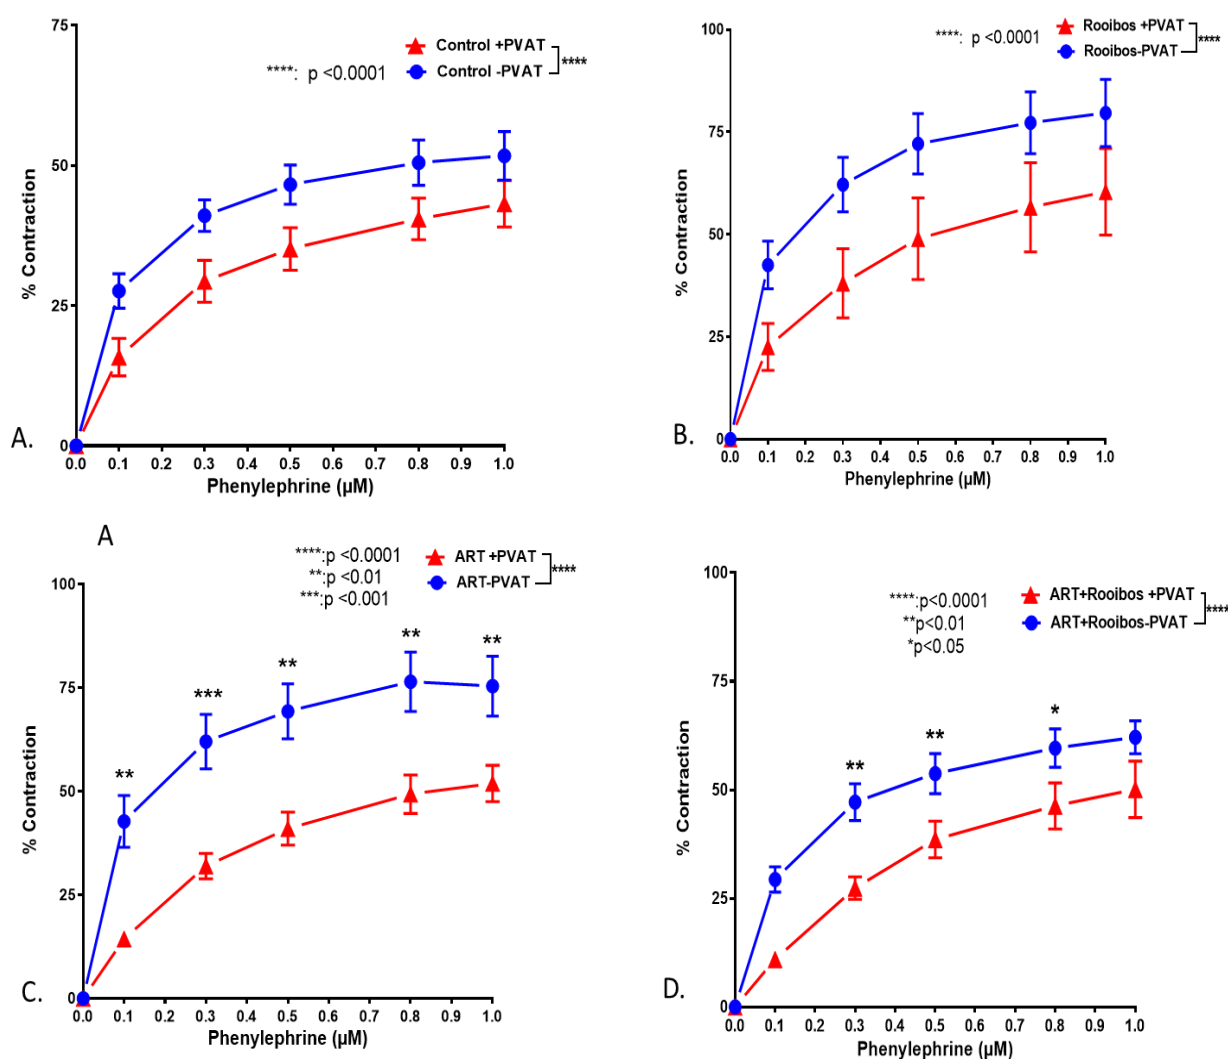 75
Control +PVAT
Control -PVAT
****
****: p <0.0001
50
25
0
% Contraction
A.
0.0 0.1 0.2 0.3 0.4 0.5 0.6 0.7 0.8 0.9 1.0
Phenylephrine (µM)
100
Rooibos +PVAT
Rooibos-PVAT
****
****: p <0.0001
75
50
25
0
% Contraction
B.
0.0 0.1 0.2 0.3 0.4 0.5 0.6 0.7 0.8 0.9 1.0
Phenylephrine (µM)
A
****:p <0.0001
**:p <0.01
***:p <0.001
ART +PVAT
ART-PVAT
****
100
75
50
25
0
** *** ** ** **
% Contraction
C.
0.0 0.1 0.2 0.3 0.4 0.5 0.6 0.7 0.8 0.9 1.0
Phenylephrine (µM)
100
****:p<0.0001
**p<0.01
*p<0.05
ART+Rooibos +PVAT
ART+Rooibos-PVAT
****
75
50
25
0
** ** *
% Contraction
D.
0.0 0.1 0.2 0.3 0.4 0.5 0.6 0.7 0.8 0.9 1.0
Phenylephrine (µM)